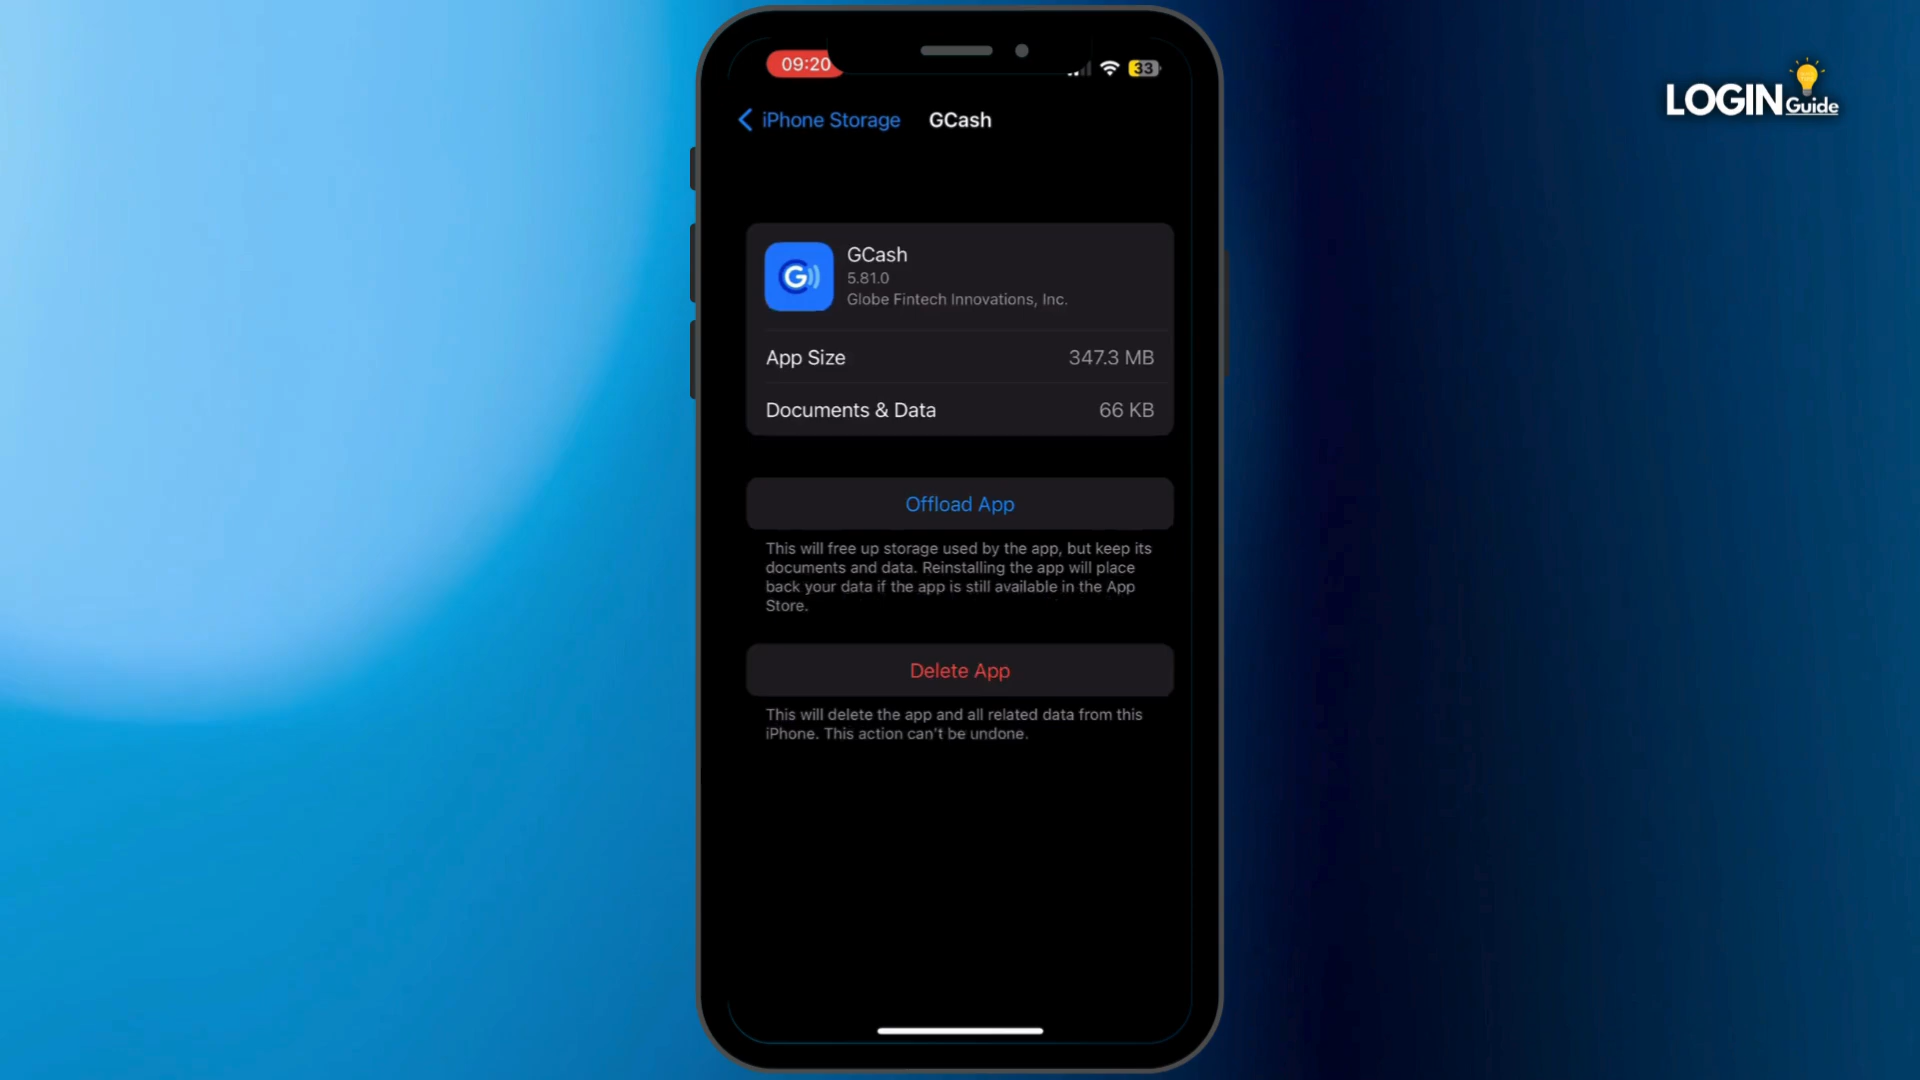 09:20
33
LOGIN Guide
iPhone Storage GCash
G
GCash
5.81.0
Globe Fintech Innovations, Inc.
App Size 347.3 MB
Documents & Data 66 KB
Offload App
This will free up storage used by the app, but keep its
documents and data. Reinstalling the app will place
back your data if the app is still available in the App
Store.
Delete App
This will delete the app and all related data from this
iPhone. This action can't be undone.